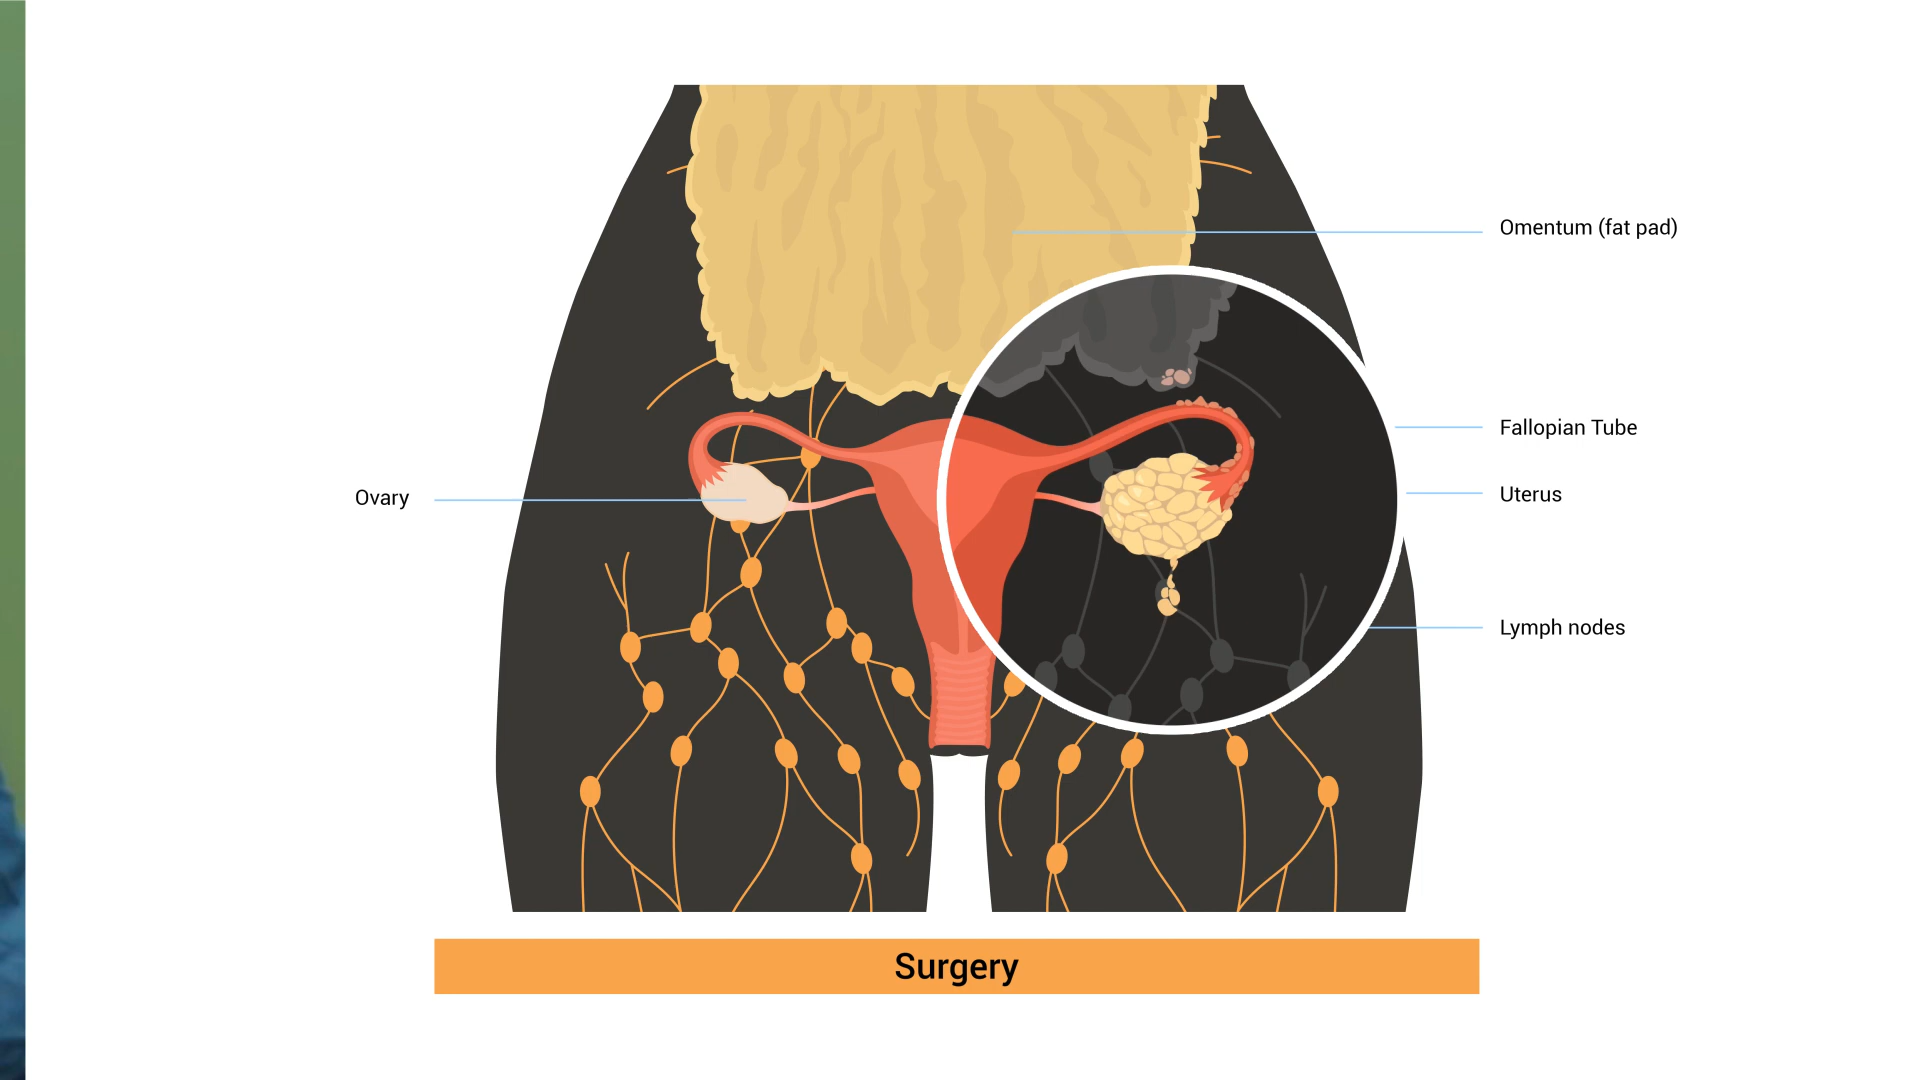 Omentum (fat pad)
Fallopian Tube
Ovary
Uterus
Lymph nodes
Surgery